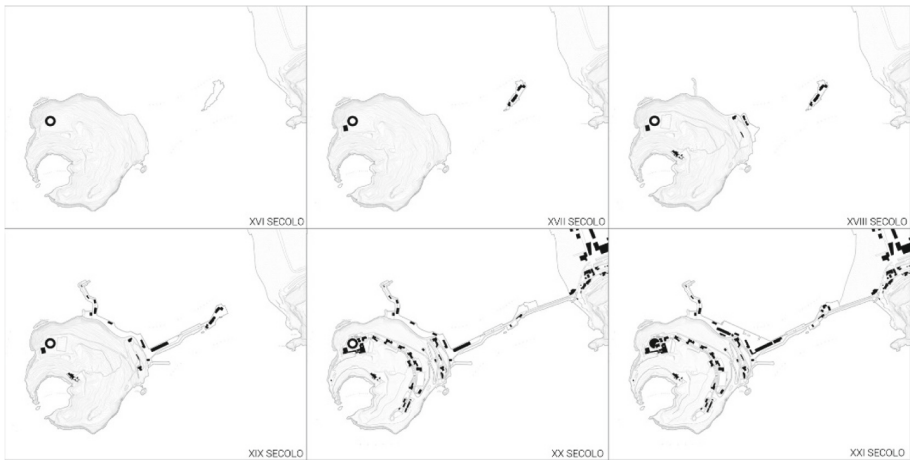 XVI SECOLO
XVII SECOLO
XVIII SECOLO
XIX SECOLO
XX SECOLO
XXI SECOLO